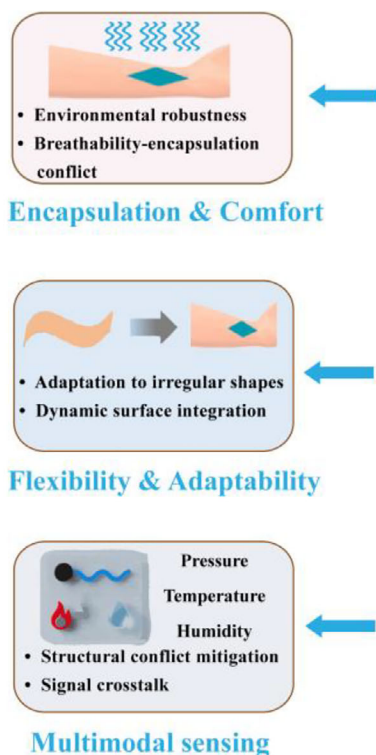 • Environmental robustness
• Breathability-encapsulation
conflict
Encapsulation & Comfort
• Adaptation to irregular shapes
• Dynamic surface integration
Flexibility & Adaptability
Pressure
Temperature
Humidity
• Structural conflict mitigation
• Signal crosstalk
Multimodal sensing